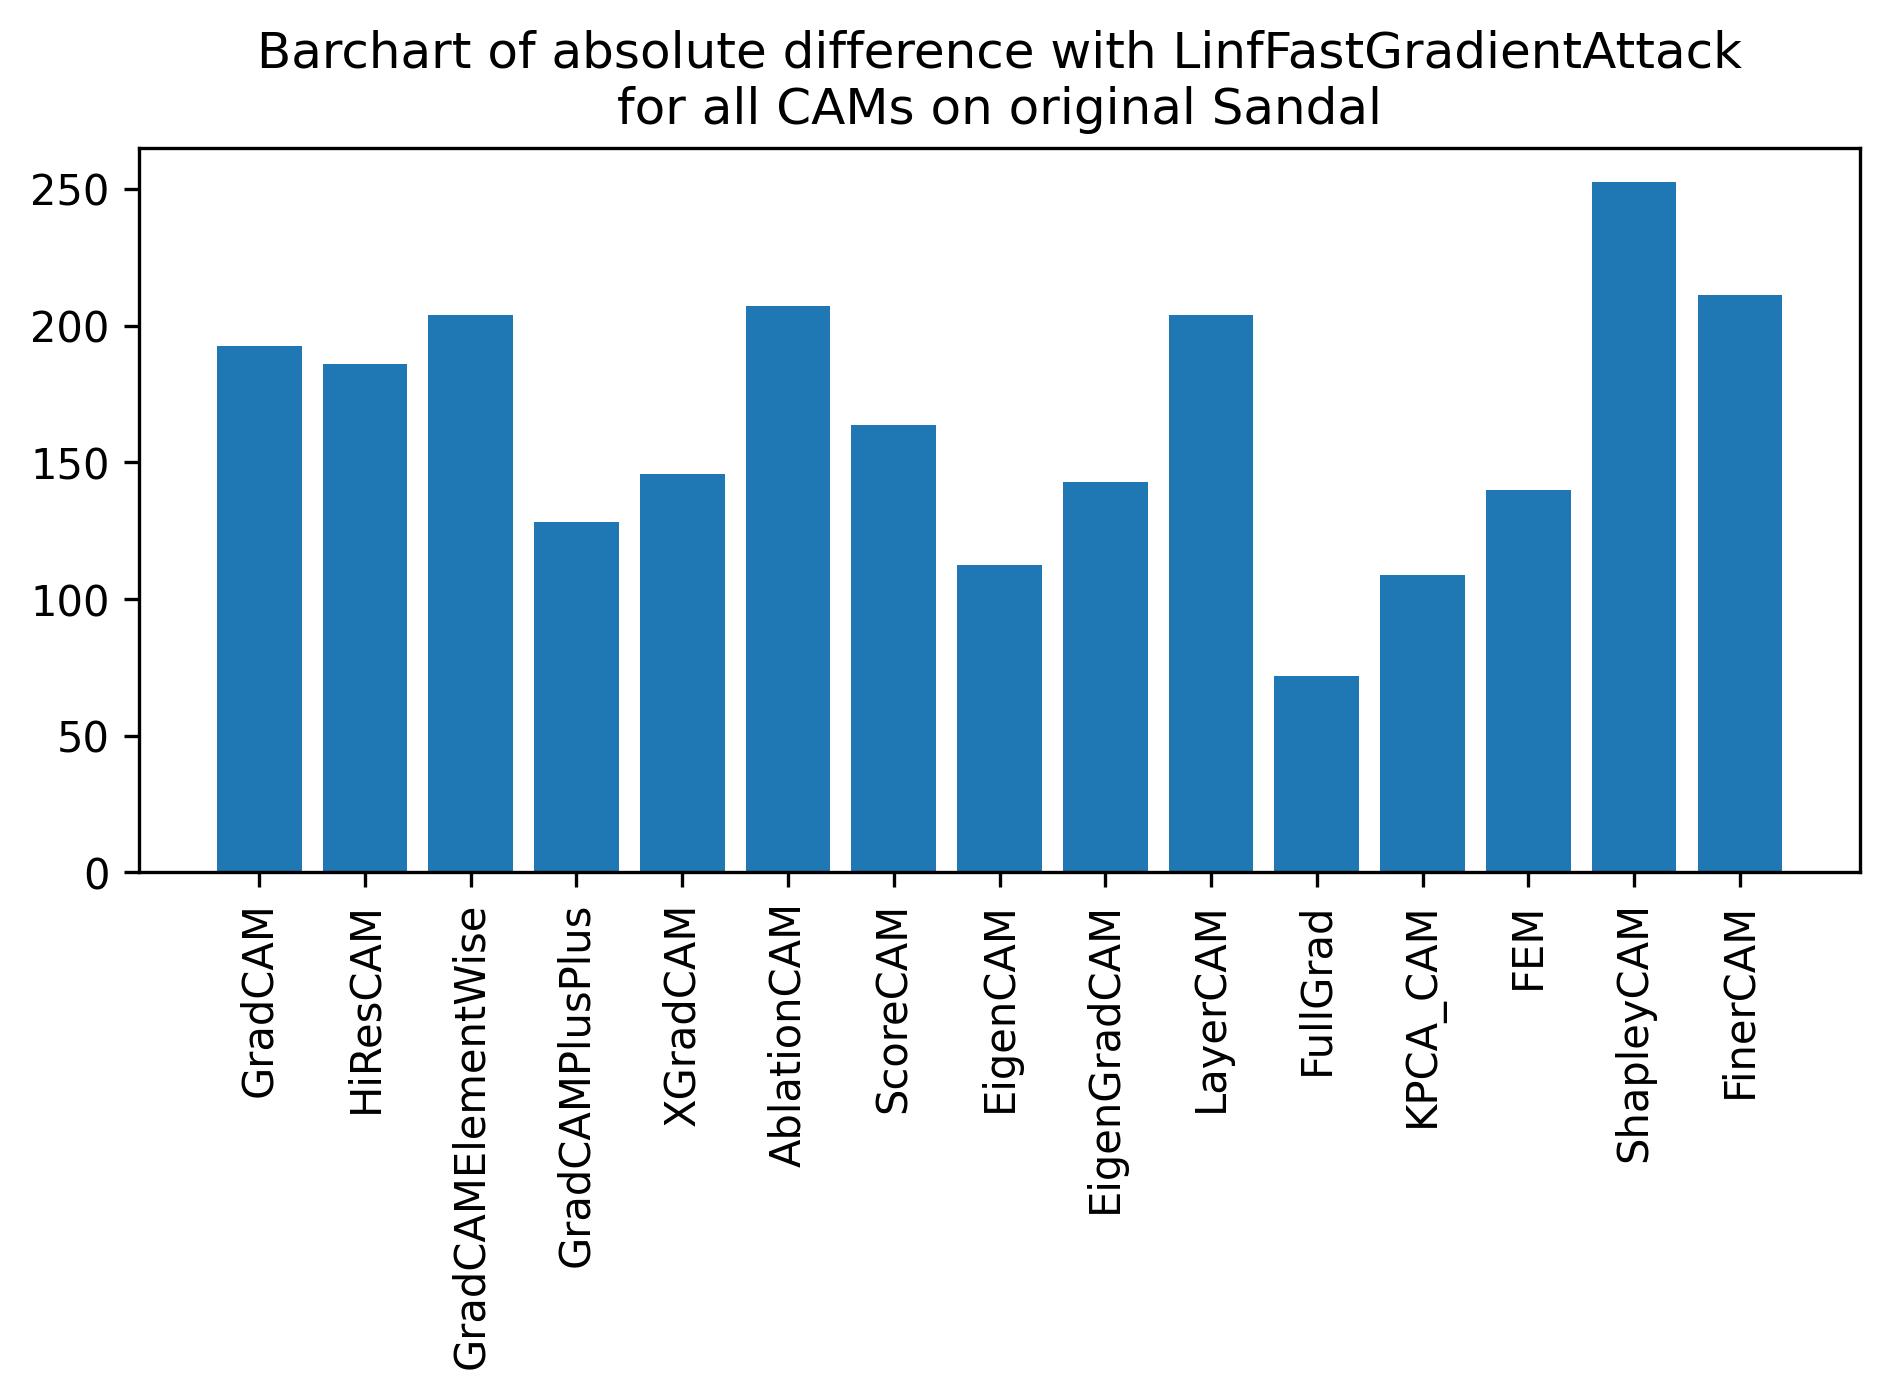 Barchart of absolute difference with LinfFastGradientAttack
for all CAMs on original Sandal
250
200
150
100
50
0
GradCAM
HiResCAM
GradCAMElementWise
GradCAMPlusPlus
XGradCAM
AblationCAM
ScoreCAM
EigenCAM
EigenGradCAM
LayerCAM
FullGrad
KPCA_CAM
FEM
ShapleyCAM
FinerCAM